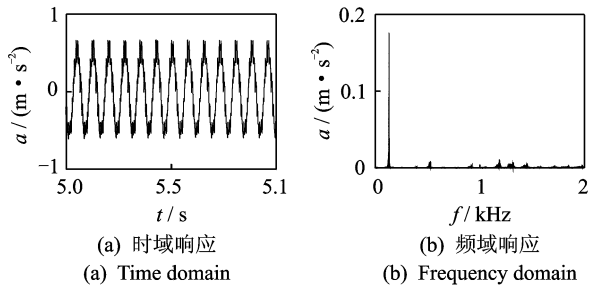 1
0
−1
a / (m·s⁻²)
5.0
5.5
5.1
t / s
(a) 时域响应
(a) Time domain
0.2
0.1
0
a / (m·s⁻²)
0
1
2
f / kHz
(b) 频域响应
(b) Frequency domain